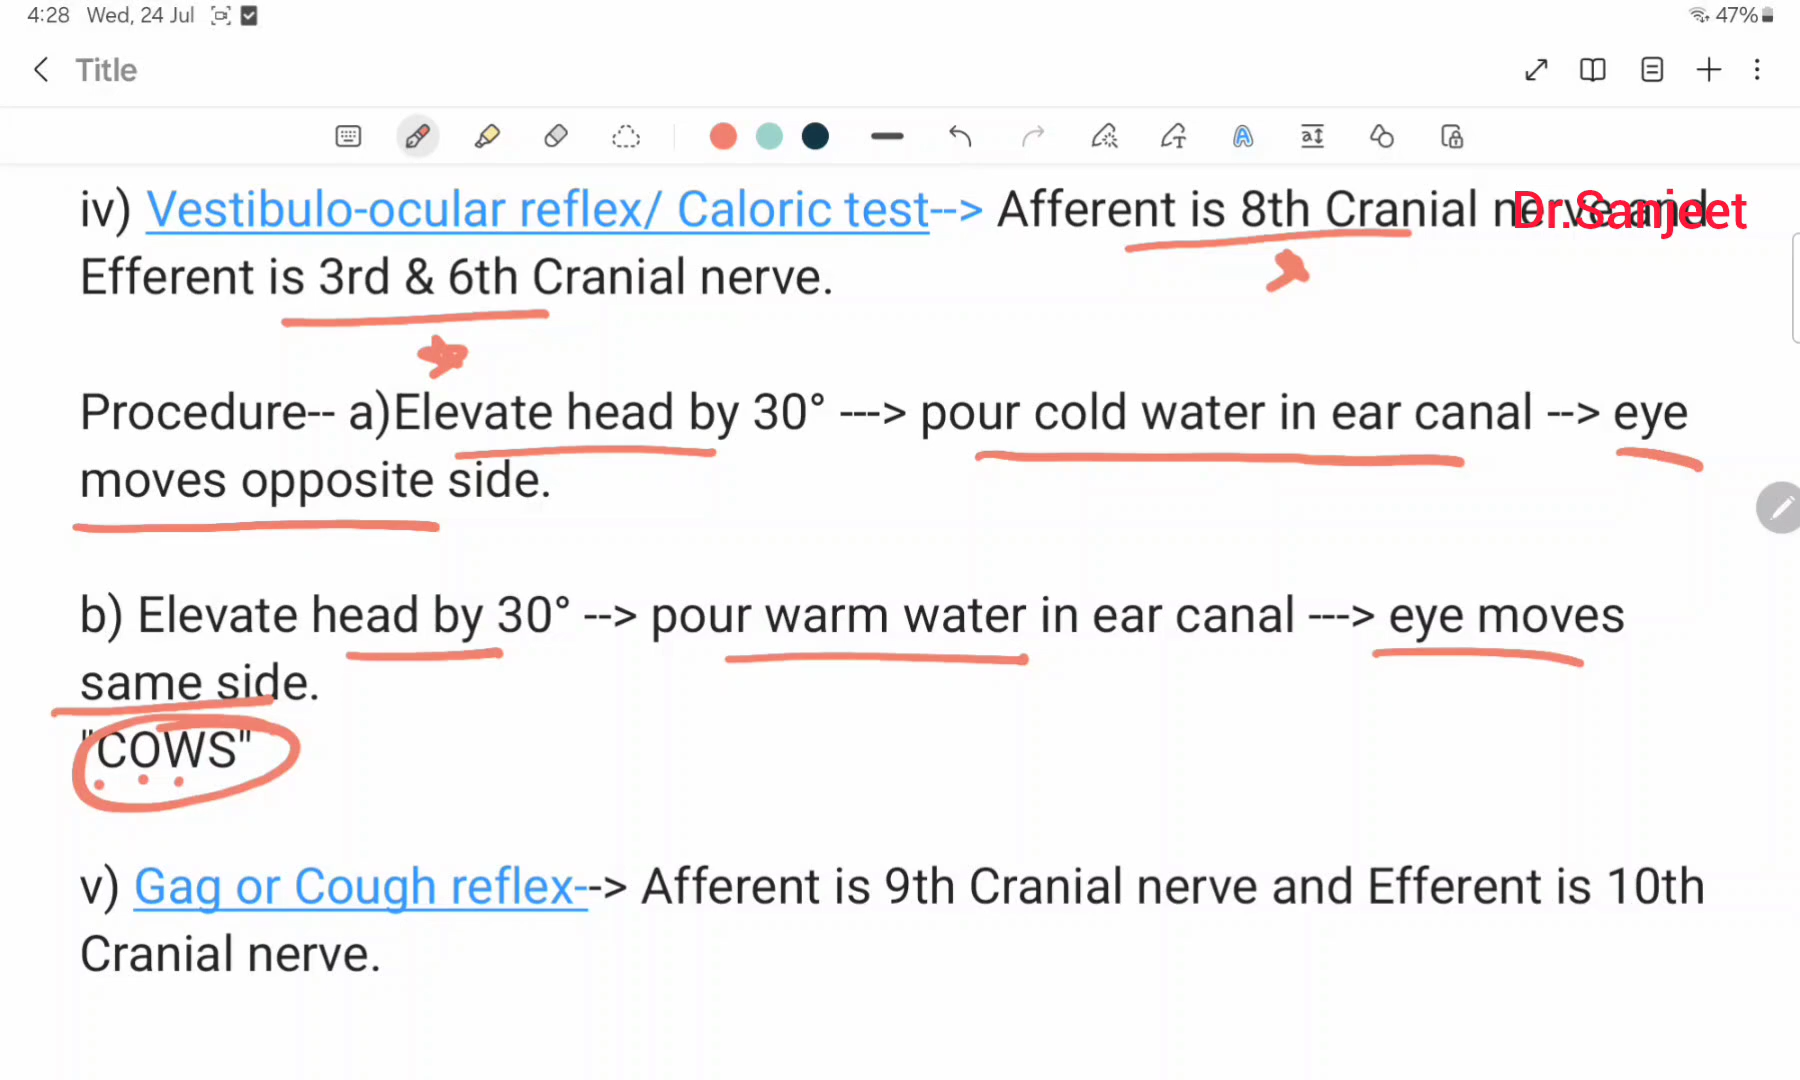 4:28 Wed, 24 Jul 47%
Title
iv) Vestibulo-ocular reflex/ Caloric test--> Afferent is 8th Cranial nerve and
Dr.Sanjeet
Efferent is 3rd & 6th Cranial nerve.
Procedure-- a)Elevate head by 30° ---> pour cold water in ear canal --> eye
moves opposite side.
b) Elevate head by 30° --> pour warm water in ear canal ---> eye moves
same side.
"COWS"
v) Gag or Cough reflex--> Afferent is 9th Cranial nerve and Efferent is 10th
Cranial nerve.